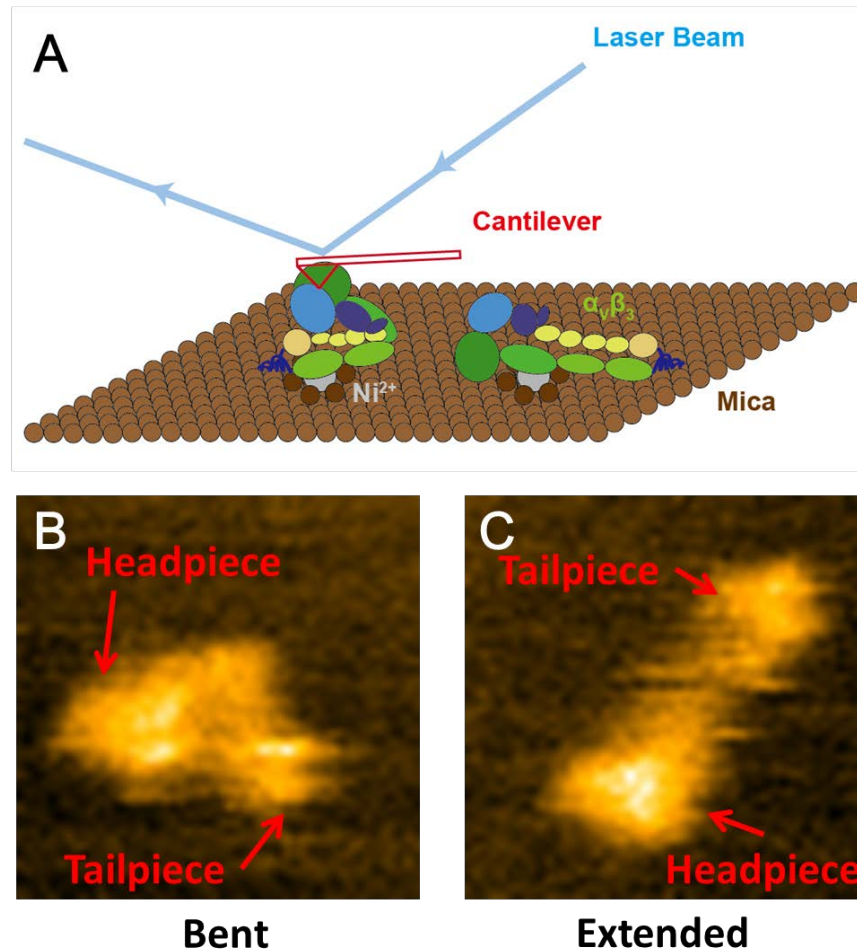 A
Laser Beam
Cantilever
αᵥβ₃
Ni²⁺
Mica
B
Headpiece
Tailpiece
Bent
C
Tailpiece
Headpiece
Extended